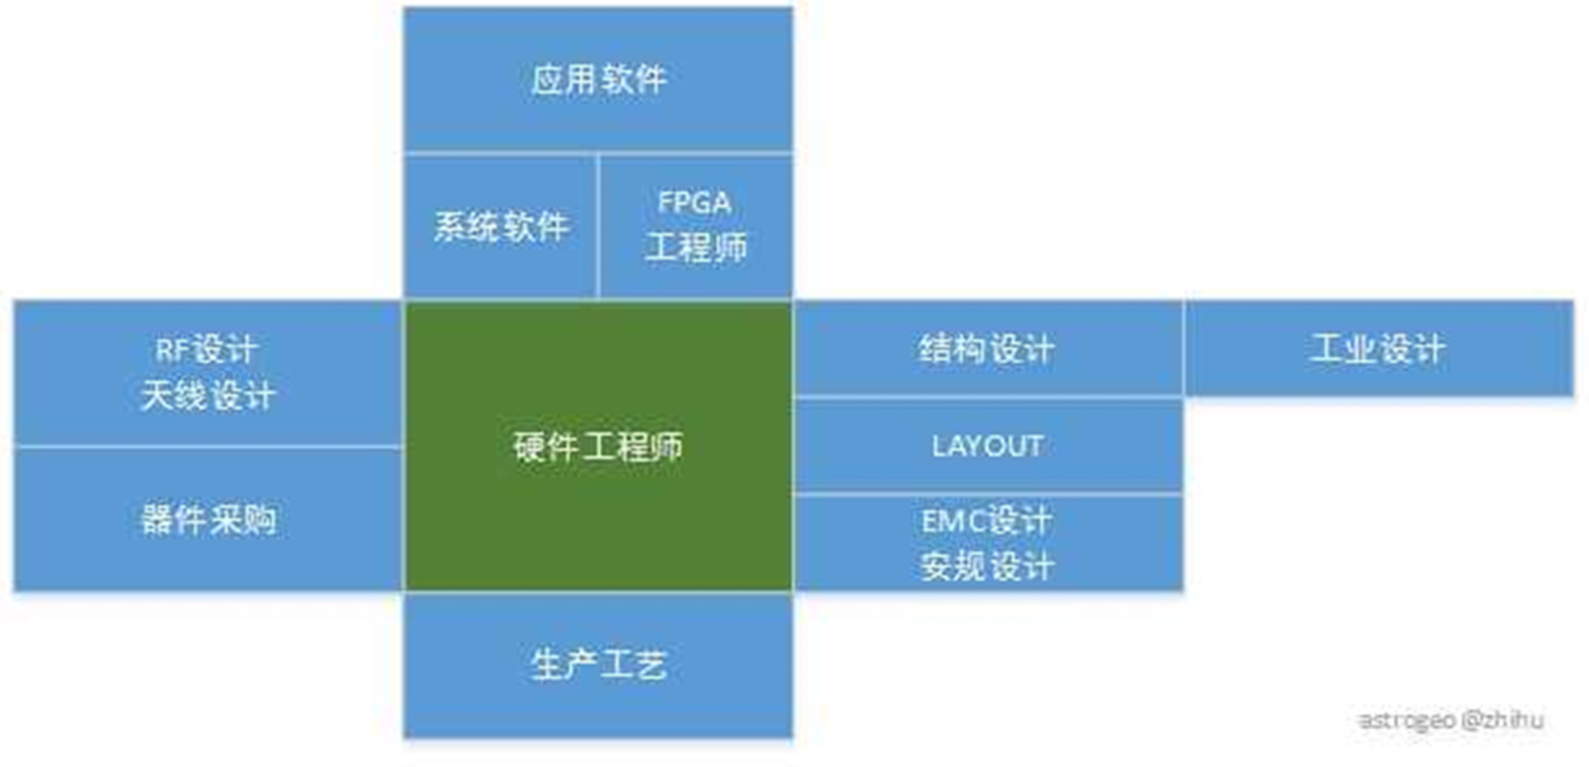 应用软件
系统软件
FPGA
工程师
RF设计
天线设计
器件采购
硬件工程师
结构设计
工业设计
LAYOUT
EMC设计
安规设计
生产工艺
astrogeo @zhihu